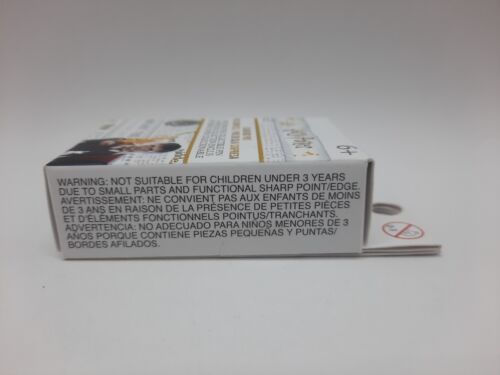 WARNING: NOT SUITABLE FOR CHILDREN UNDER 3 YEARS
DUE TO SMALL PARTS AND FUNCTIONAL SHARP POINT/EDGE.
AVERTISSEMENT: NE CONVIENT PAS AUX ENFANTS DE MOINS
DE 3 ANS EN RAISON DE LA PRÉSENCE DE PETITES PIÈCES
ET D'ÉLÉMENTS FONCTIONNELS POINTUS/TRANCHANTS.
ADVERTENCIA: NO ADECUADO PARA NIÑOS MENORES DE 3
AÑOS PORQUE CONTIENE PIEZAS PEQUEÑAS Y PUNTAS/
BORDES AFILADOS.
6+